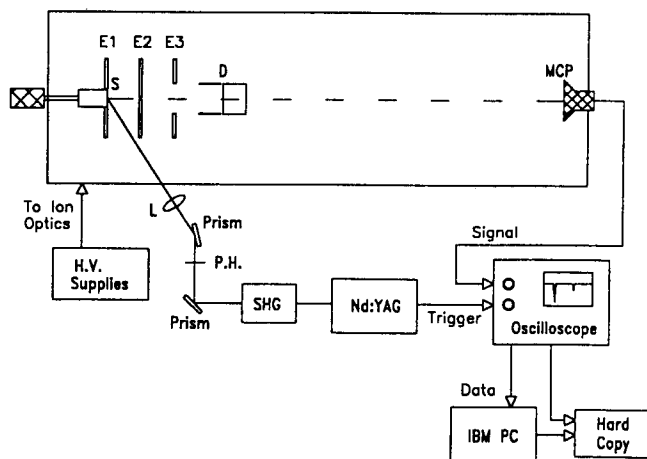 E1 E2 E3
S
D
MCP
To Ion
Optics
L
Prism
P.H.
H.V.
Supplies
Prism
SHG
Nd:YAG
Signal
Trigger
Oscilloscope
Data
IBM PC
Hard
Copy